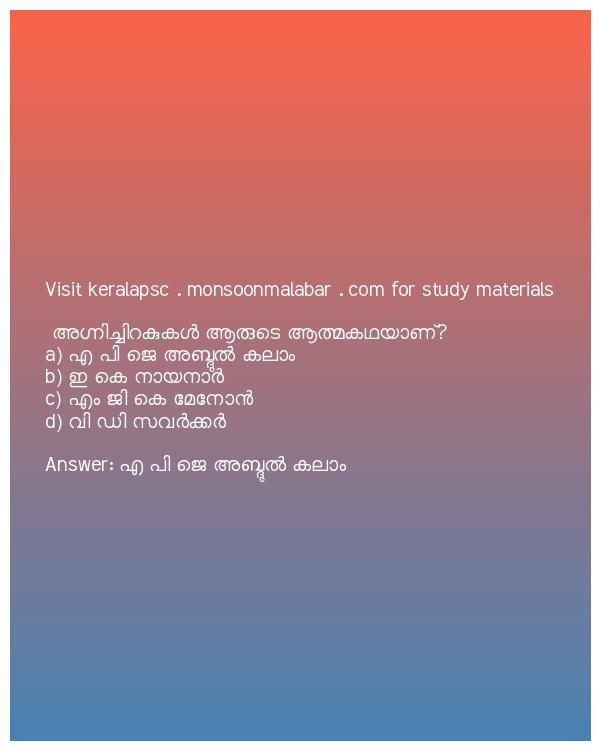 Visit keralapsc . monsoonmalabar . com for study materials
അഗ്നിച്ചിറകുകൾ ആരുടെ ആത്മകഥയാണ്?
a) എ പി ജെ അബ്ദുൽ കലാം
b) ഇ കെ നായനാർ
c) എം ജി കെ മേനോൻ
d) വി ഡി സവർക്കർ
Answer: എ പി ജെ അബ്ദുൽ കലാം